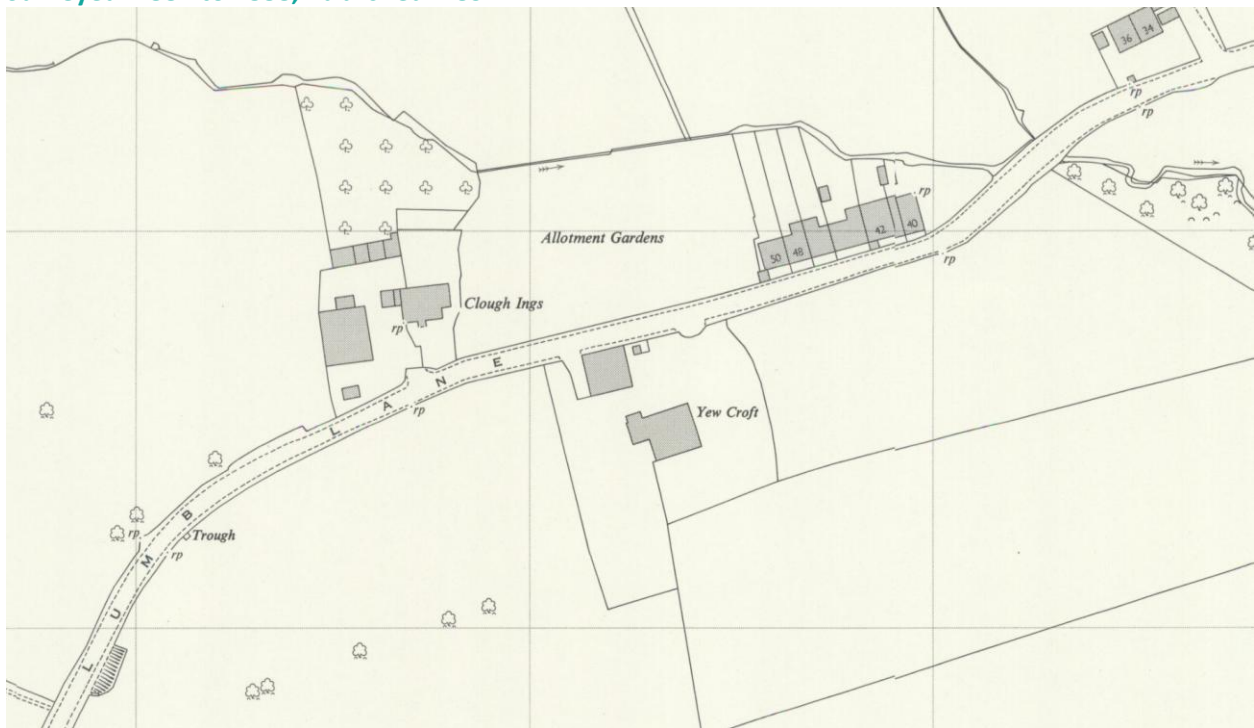 36 34
rp
rp
rp
Allotment Gardens
50 48 42 40
rp
Clough Ings
rp
LUMB LANE
rp
Yew Croft
rp
Trough
rp